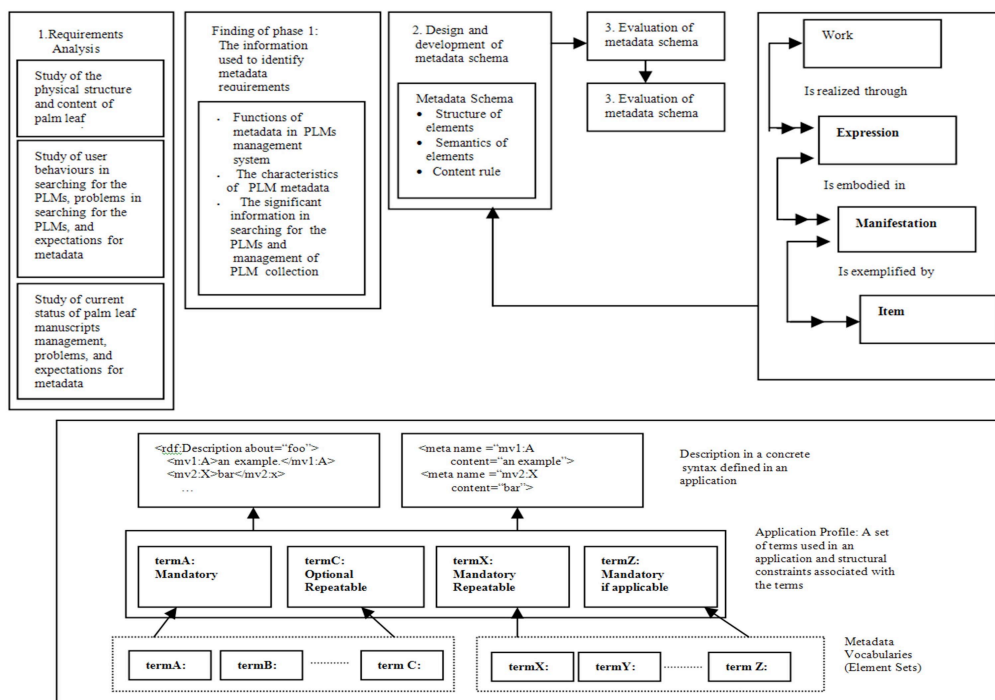 1.Requirements
Analysis
Study of the
physical structure
and content of
palm leaf
Study of user
behaviours in
searching for the
PLMs, problems in
searching for the
PLMs, and
expectations for
metadata
Study of current
status of palm leaf
manuscripts
management,
problems, and
expectations for
metadata
Finding of phase 1:
The information
used to identify
metadata
requirements
Functions of
metadata in PLMs
management
system
The characteristics
of PLM metadata
The significant
information in
searching for the
PLMs and
management of
PLM collection
2. Design and
development of
metadata schema
Metadata Schema
• Structure of
elements
• Semantics of
elements
• Content rule
3. Evaluation of
metadata schema
3. Evaluation of
metadata schema
Work
Is realized through
Expression
Is embodied in
Manifestation
Is exemplified by
Item
<rdf:Description about="foo">
<mv1:A>an example.</mv1:A>
<mv2:X>bar</mv2:x>
…
<meta name ="mv1:A
content="an example">
<meta name ="mv2:X
content="bar">
Description in a concrete
syntax defined in an
application
termA:
Mandatory
termC:
Optional
Repeatable
termX:
Mandatory
Repeatable
termZ:
Mandatory
if applicable
Application Profile: A set
of terms used in an
application and structural
constraints associated with
the terms
termA:
termB:
term C:
termX:
termY:
term Z:
Metadata
Vocabularies
(Element Sets)